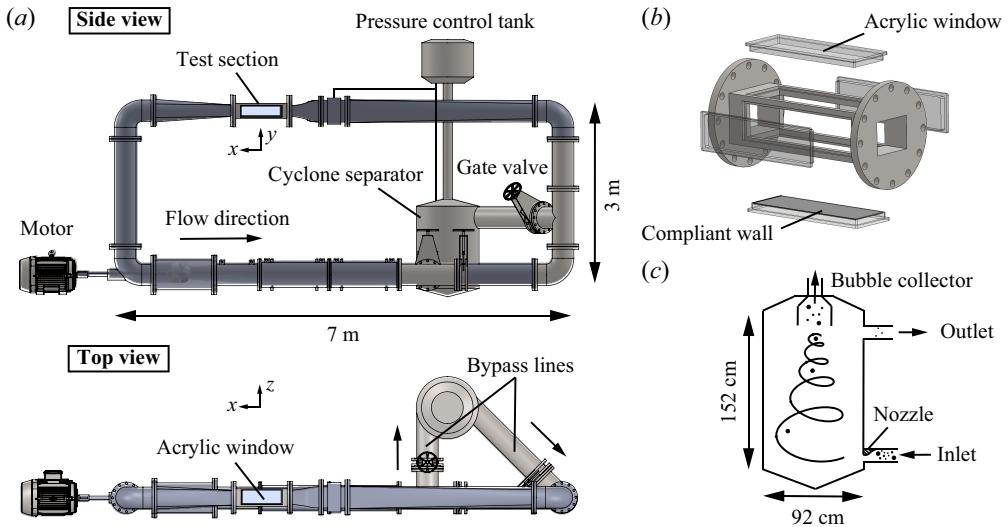 (a)
Side view
Pressure control tank
Test section
y
x
Cyclone separator
Gate valve
Flow direction
Motor
3 m
7 m
Top view
z
x
Bypass lines
Acrylic window
(b)
Acrylic window
Compliant wall
(c)
Bubble collector
Outlet
152 cm
Nozzle
Inlet
92 cm